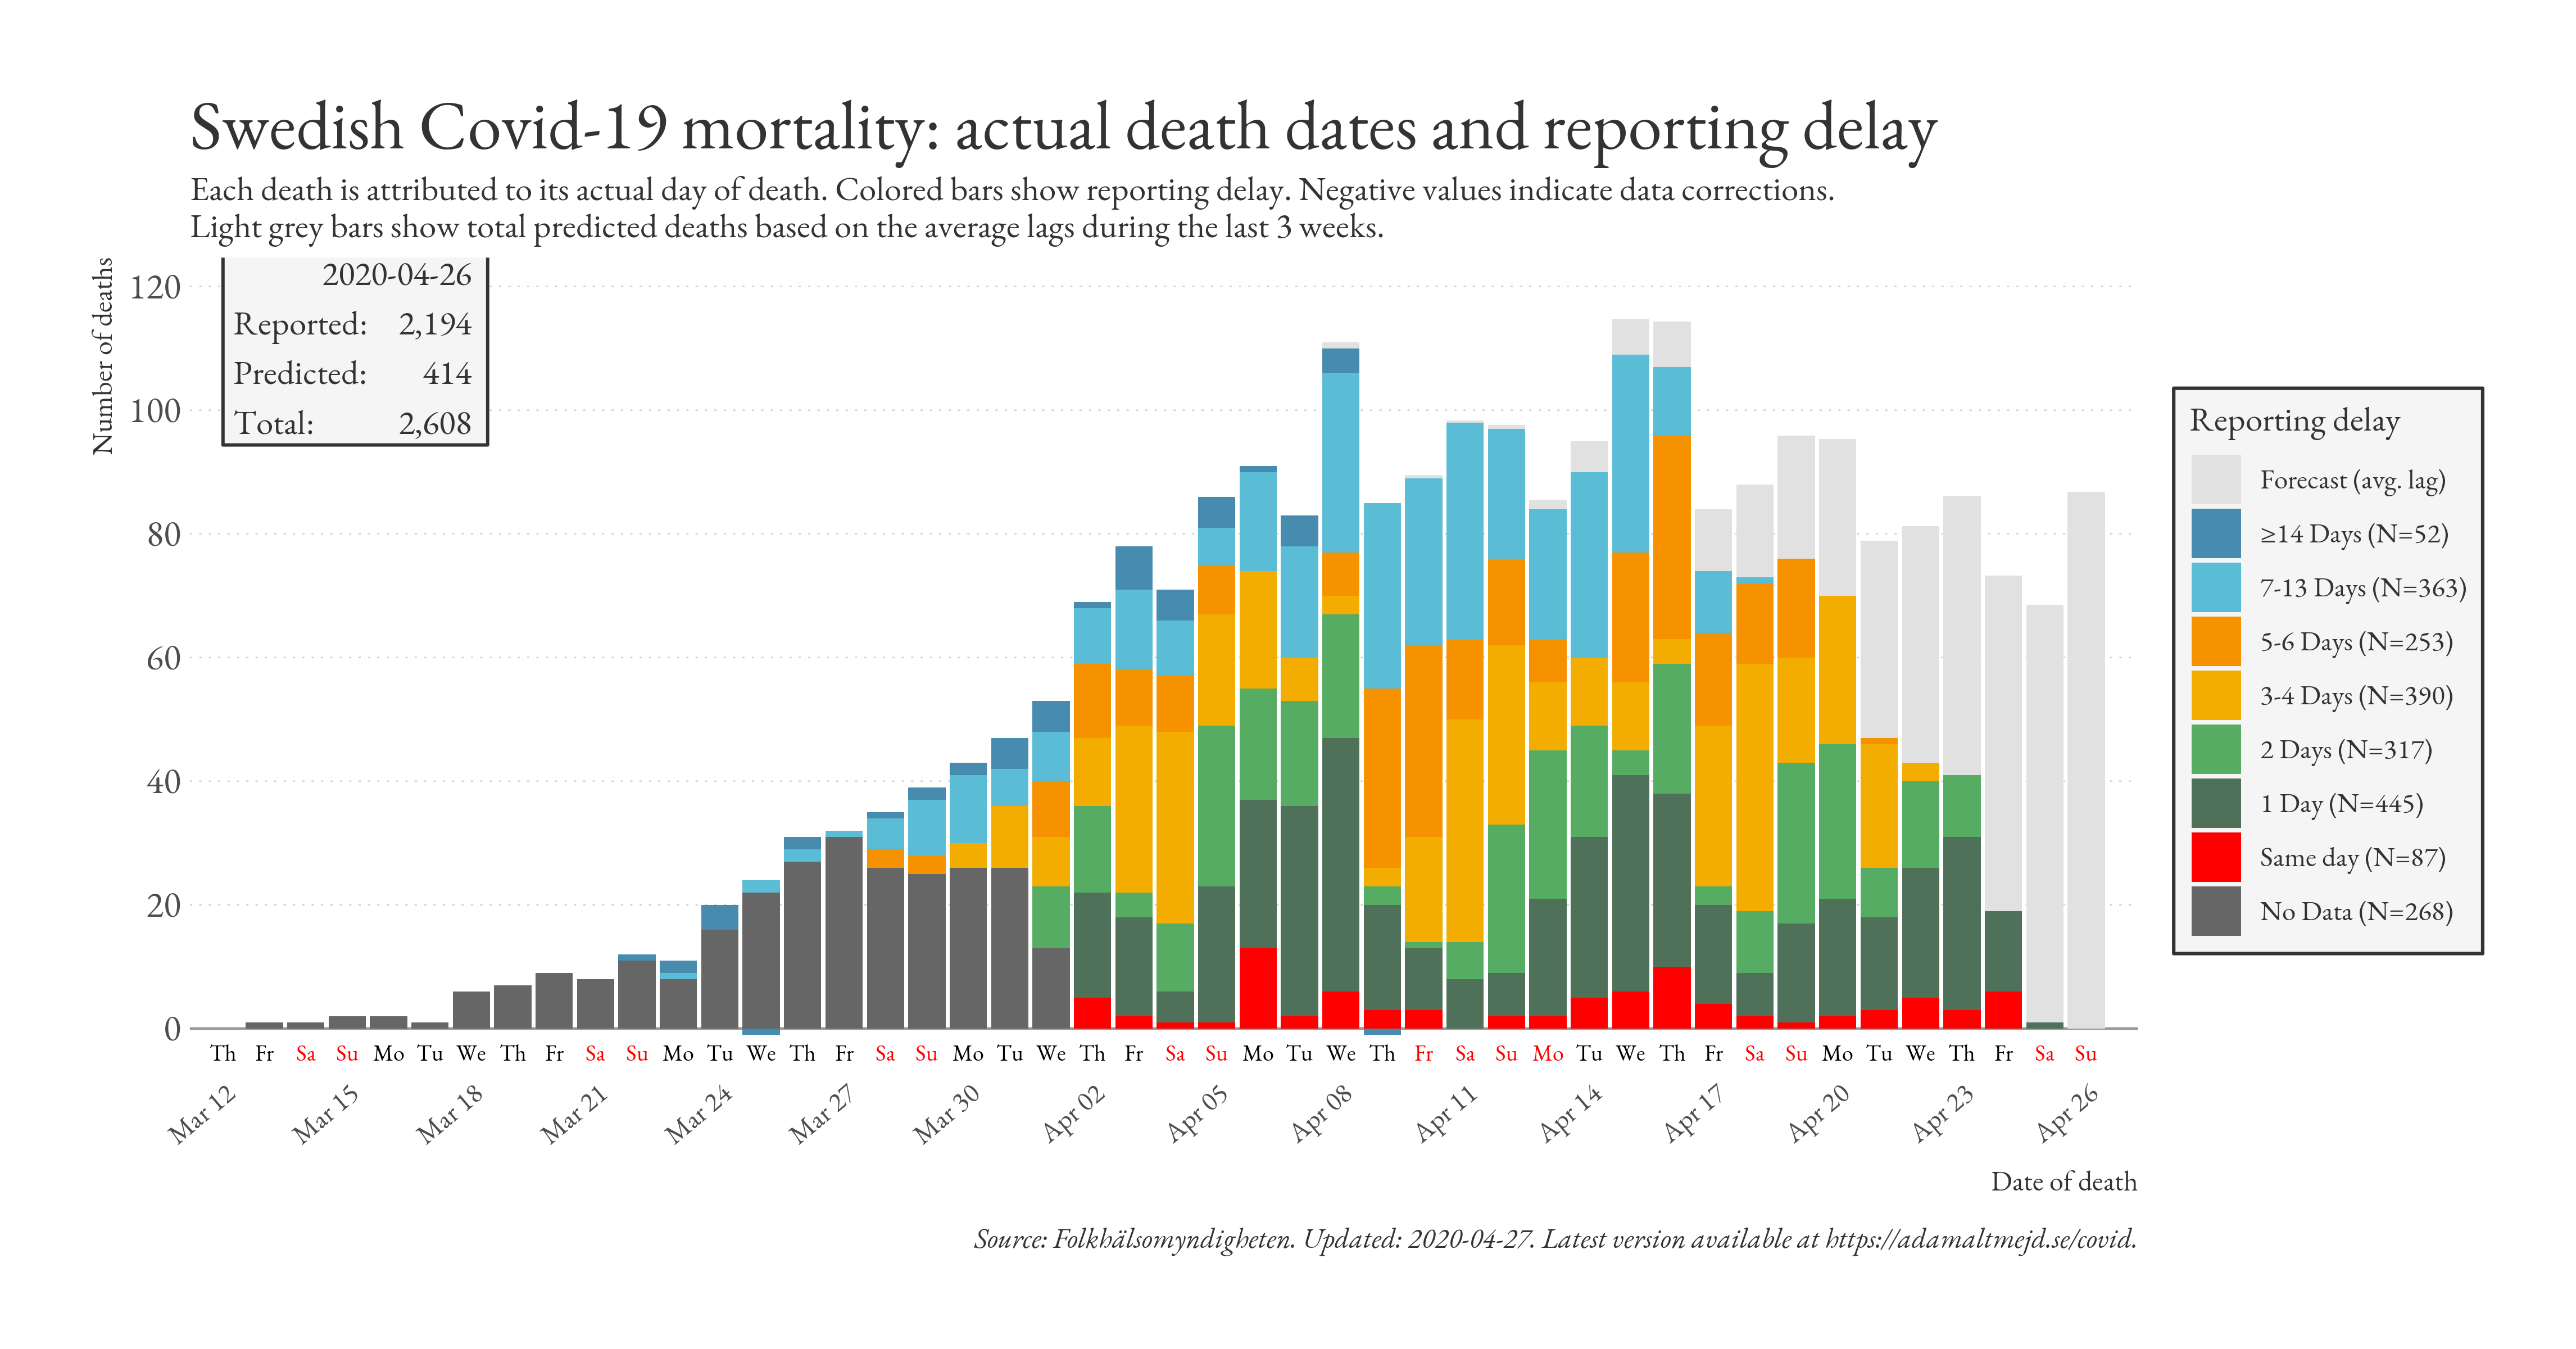 Swedish Covid-19 mortality: actual death dates and reporting delay
Each death is attributed to its actual day of death. Colored bars show reporting delay. Negative values indicate data corrections.
Light grey bars show total predicted deaths based on the average lags during the last 3 weeks.
Number of deaths
2020-04-26
Reported: 2,194
Predicted: 414
Total: 2,608
120
100
80
60
40
20
0
Reporting delay
Forecast (avg. lag)
≥14 Days (N=52)
7-13 Days (N=363)
5-6 Days (N=253)
3-4 Days (N=390)
2 Days (N=317)
1 Day (N=445)
Same day (N=87)
No Data (N=268)
Th Fr Sa Su Mo Tu We Th Fr Sa Su Mo Tu We Th Fr Sa Su Mo Tu We Th Fr Sa Su Mo Tu We Th Fr Sa Su Mo Tu We Th Fr Sa Su Mo Tu We Th Fr Sa Su
Mar 12 Mar 15 Mar 18 Mar 21 Mar 24 Mar 27 Mar 30 Apr 02 Apr 05 Apr 08 Apr 11 Apr 14 Apr 17 Apr 20 Apr 23 Apr 26
Date of death
Source: Folkhälsomyndigheten. Updated: 2020-04-27. Latest version available at https://adamaltmejd.se/covid.